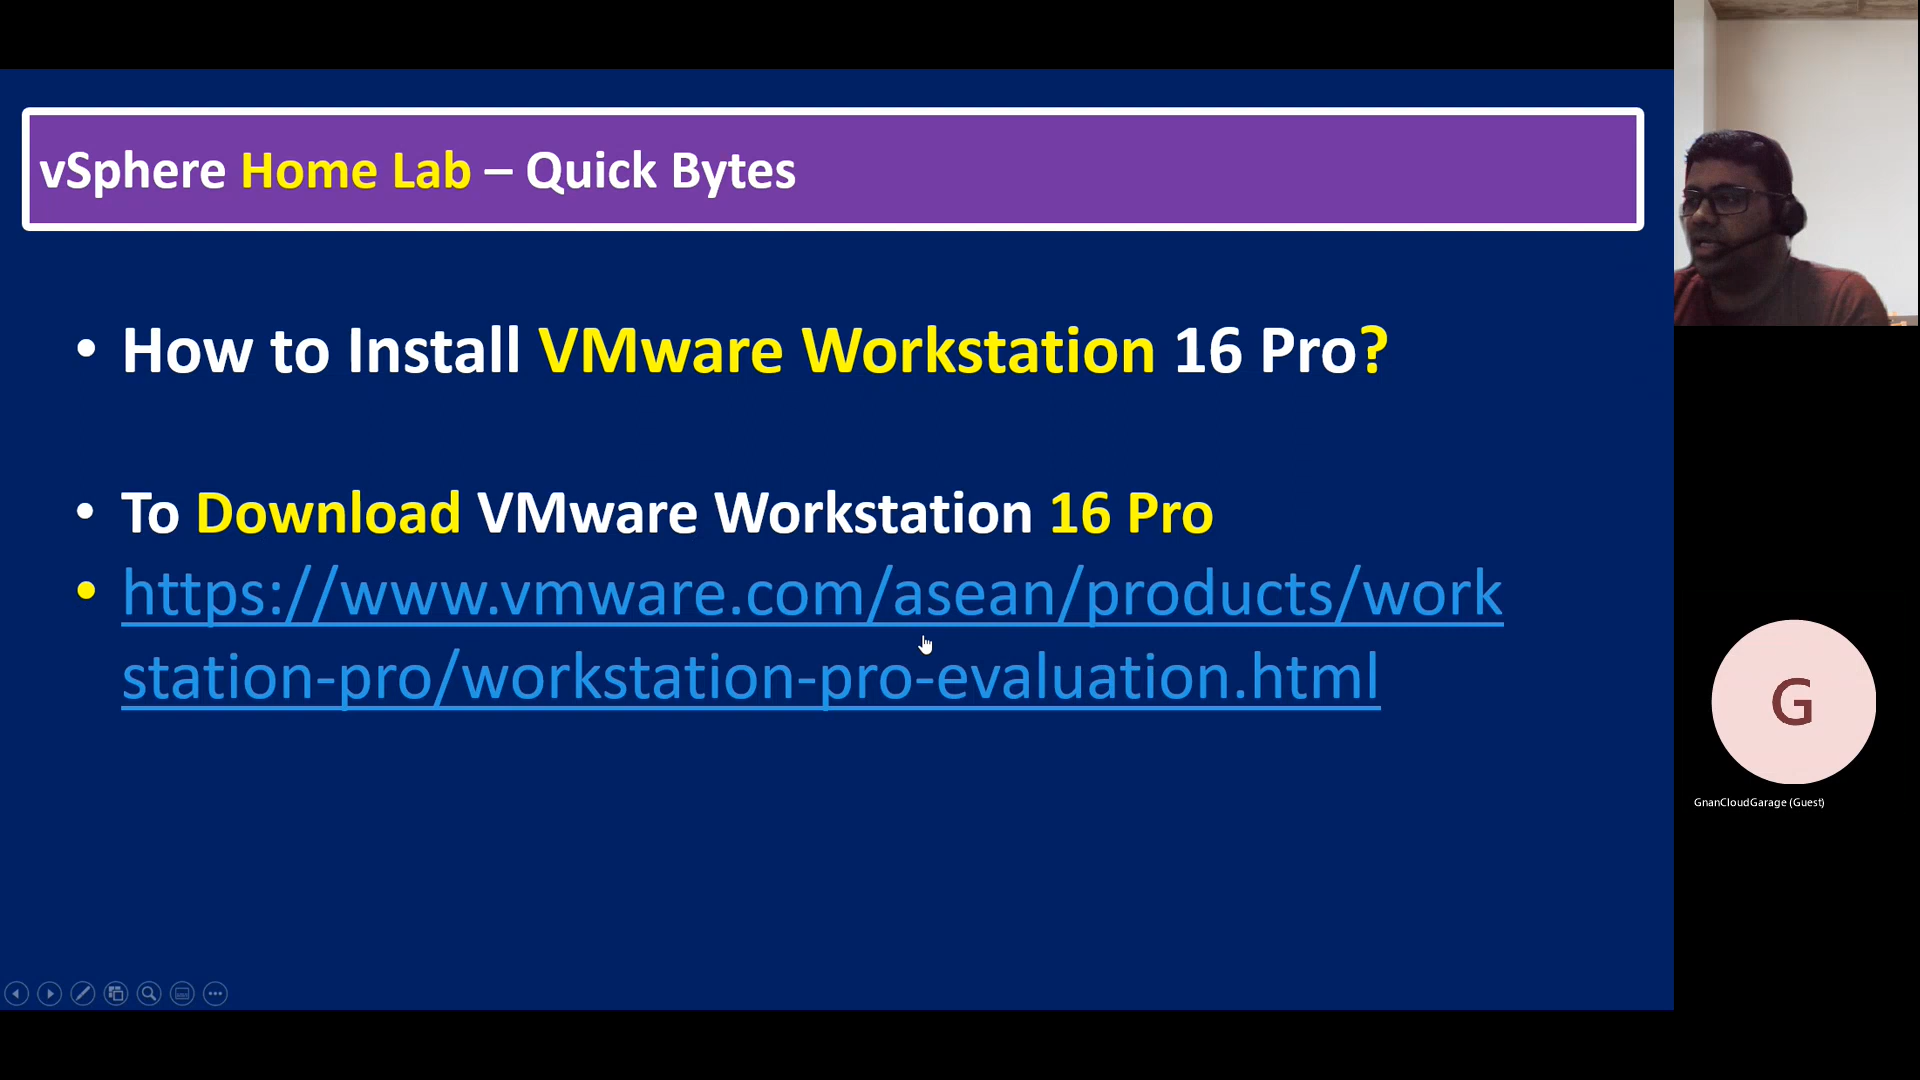 vSphere Home Lab – Quick Bytes
• How to Install VMware Workstation 16 Pro?
• To Download VMware Workstation 16 Pro
• https://www.vmware.com/asean/products/work
station-pro/workstation-pro-evaluation.html
G
GnanCloudGarage (Guest)